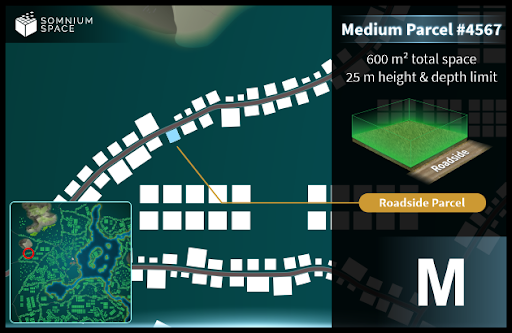 SOMNIUM
SPACE
Medium Parcel #4567
600 m² total space
25 m height & depth limit
Roadside
Roadside Parcel
M